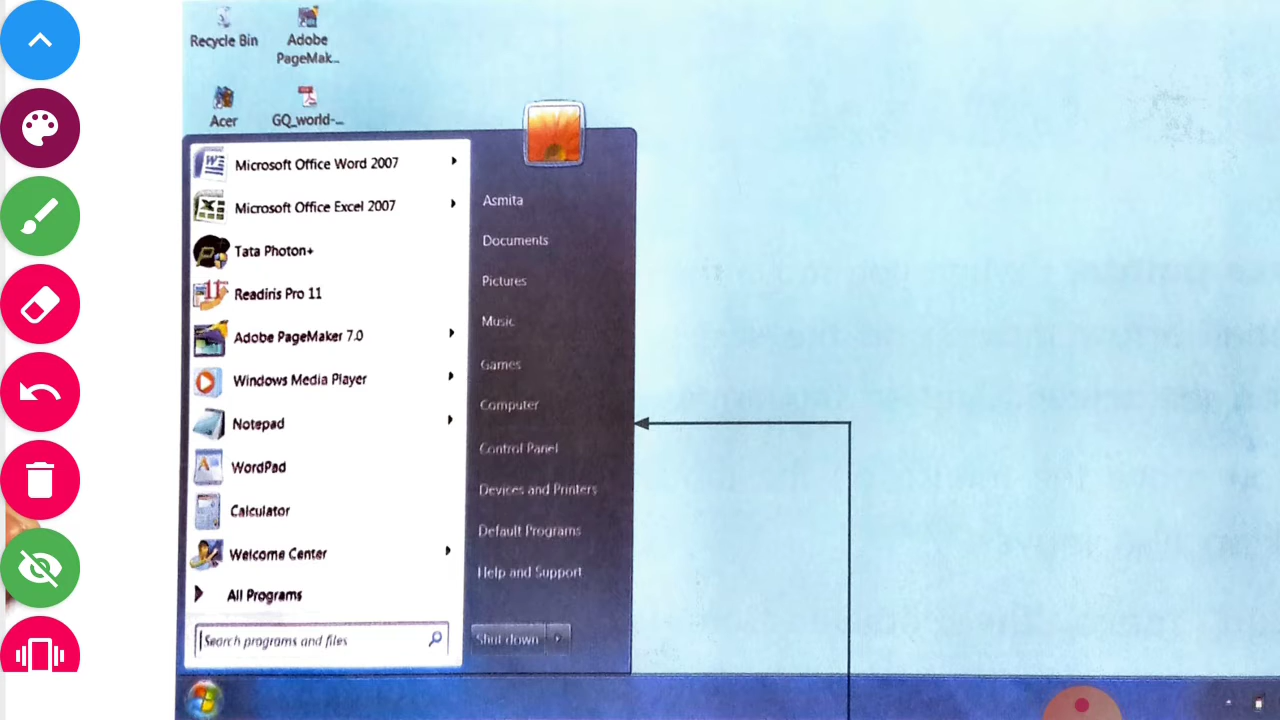 Recycle Bin
Adobe
PageMak...
Acer
GQ_world-...
Microsoft Office Word 2007
Microsoft Office Excel 2007
Tata Photon+
Readiris Pro 11
Adobe PageMaker 7.0
Windows Media Player
Notepad
WordPad
Calculator
Welcome Center
All Programs
Search programs and files
Asmita
Documents
Pictures
Music
Games
Computer
Control Panel
Devices and Printers
Default Programs
Help and Support
Shut down